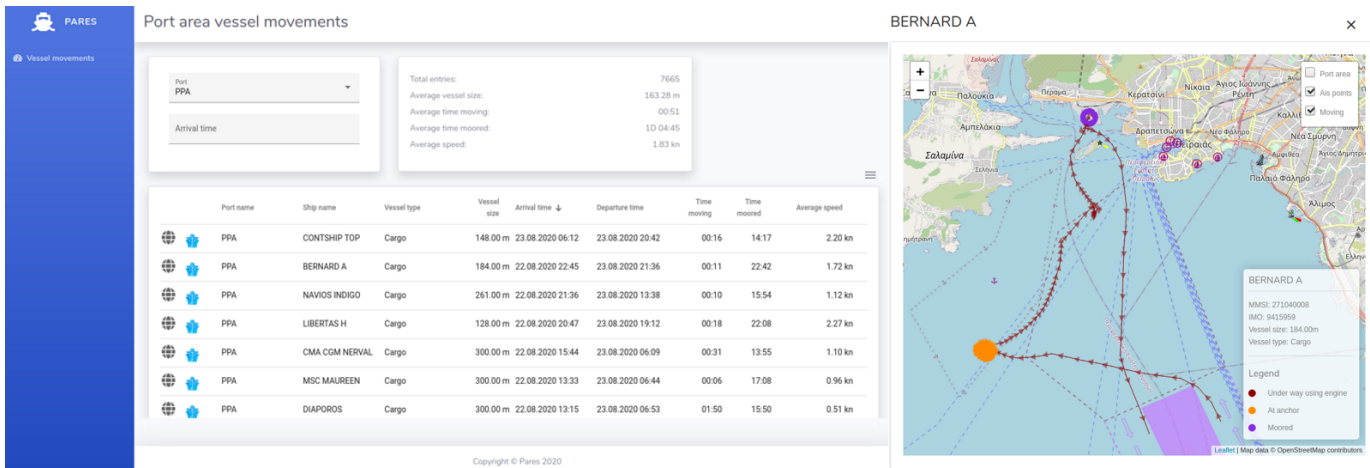 PARES
Vessel movements
Port area vessel movements
Port
PPA
Arrival time
Total entries: 7665
Average vessel size: 163.28 m
Average time moving: 00:51
Average time moored: 1D 04:45
Average speed: 1.83 kn
Port name Ship name Vessel type Vessel size Arrival time ↓ Departure time Time moving Time moored Average speed
PPA CONTSHIP TOP Cargo 148.00 m 23.08.2020 06:12 23.08.2020 20:42 00:16 14:17 2.20 kn
PPA BERNARD A Cargo 184.00 m 22.08.2020 22:45 23.08.2020 21:36 00:11 22:42 1.72 kn
PPA NAVIOS INDIGO Cargo 261.00 m 22.08.2020 21:36 23.08.2020 13:38 00:10 15:54 1.12 kn
PPA LIBERTAS H Cargo 128.00 m 22.08.2020 20:47 23.08.2020 19:12 00:18 22:08 2.27 kn
PPA CMA CGM NERVAL Cargo 300.00 m 22.08.2020 15:44 23.08.2020 06:09 00:31 13:55 1.10 kn
PPA MSC MAUREEN Cargo 300.00 m 22.08.2020 13:33 23.08.2020 06:44 00:06 17:08 0.96 kn
PPA DIAPOROS Cargo 300.00 m 22.08.2020 13:15 23.08.2020 06:53 01:50 15:50 0.51 kn
Copyright © Pares 2020
BERNARD A
×
+
−
Port area
Ais points
Moving
Σαλαμίνας
Παλούκια
Πέραμα
Κερατσίνι
Νίκαια
Άγιος Ιωάννης
Ρέντης
Αμπελάκια
Δραπετσώνα
Νέο Φάληρο
Νέα Σμύρνη
Πειραιάς
Σαλαμίνα
Σελήνια
Αμφιθέα
Παλαιό Φάληρο
Άλιμος
BERNARD A
MMSI: 271040008
IMO: 9415959
Vessel size: 184.00m
Vessel type: Cargo
Legend
Under way using engine
At anchor
Moored
Leaflet | Map data © OpenStreetMap contributors